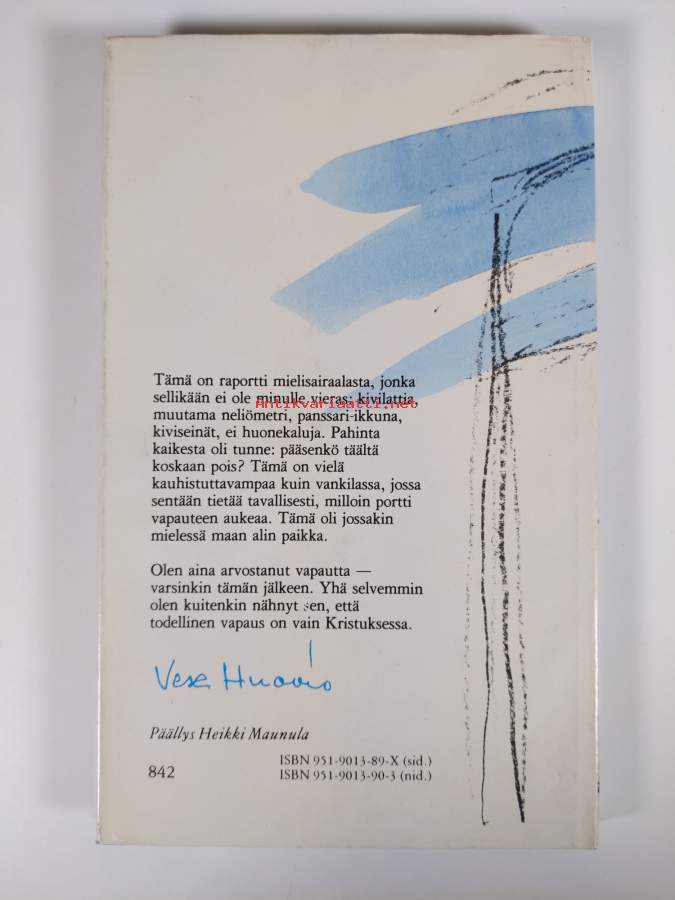 Tämä on raportti mielisairaalasta, jonka
sellikään ei ole minulle vieras: kivilattia,
Antikvariaatti.net
muutama neliömetri, panssari-ikkuna,
kiviseinät, ei huonekaluja. Pahinta
kaikesta oli tunne: pääsenkö täältä
koskaan pois? Tämä on vielä
kauhistuttavampaa kuin vankilassa, jossa
sentään tietää tavallisesti, milloin portti
vapauteen aukeaa. Tämä oli jossakin
mielessä maan alin paikka.
Olen aina arvostanut vapautta —
varsinkin tämän jälkeen. Yhä selvemmin
olen kuitenkin nähnyt sen, että
todellinen vapaus on vain Kristuksessa.
Vesa Huovio
Päällys Heikki Maunula
ISBN 951-9013-89-X (sid.)
842 ISBN 951-9013-90-3 (nid.)